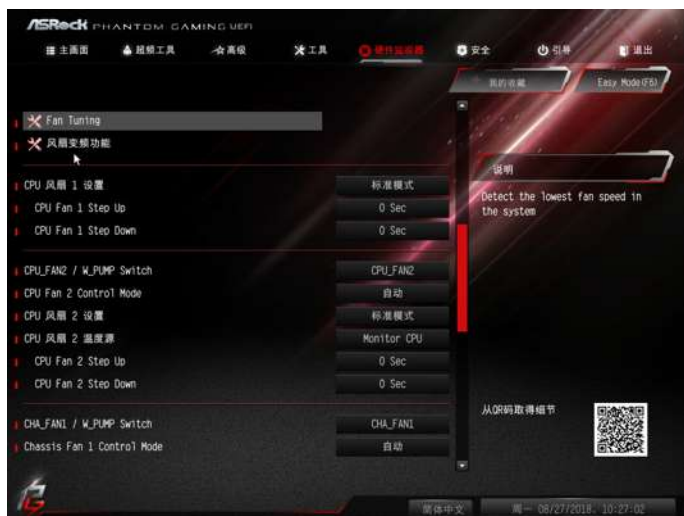 ASRock PHANTOM GAMING UEFI
主画面 超频工具 高级 工具 硬件监视器 安全 引导 退出
我的收藏 Easy Mode(F6)
Fan Tuning
风扇变频功能
说明
Detect the lowest fan speed in
the system
CPU 风扇 1 设置 标准模式
CPU Fan 1 Step Up 0 Sec
CPU Fan 1 Step Down 0 Sec
CPU_FAN2 / W_PUMP Switch CPU_FAN2
CPU Fan 2 Control Mode 自动
CPU 风扇 2 设置 标准模式
CPU 风扇 2 温度源 Monitor CPU
CPU Fan 2 Step Up 0 Sec
CPU Fan 2 Step Down 0 Sec
CHA_FAN1 / W_PUMP Switch CHA_FAN1
Chassis Fan 1 Control Mode 自动
从QR码取得细节
简体中文 周一 08/27/2018. 10:27:02